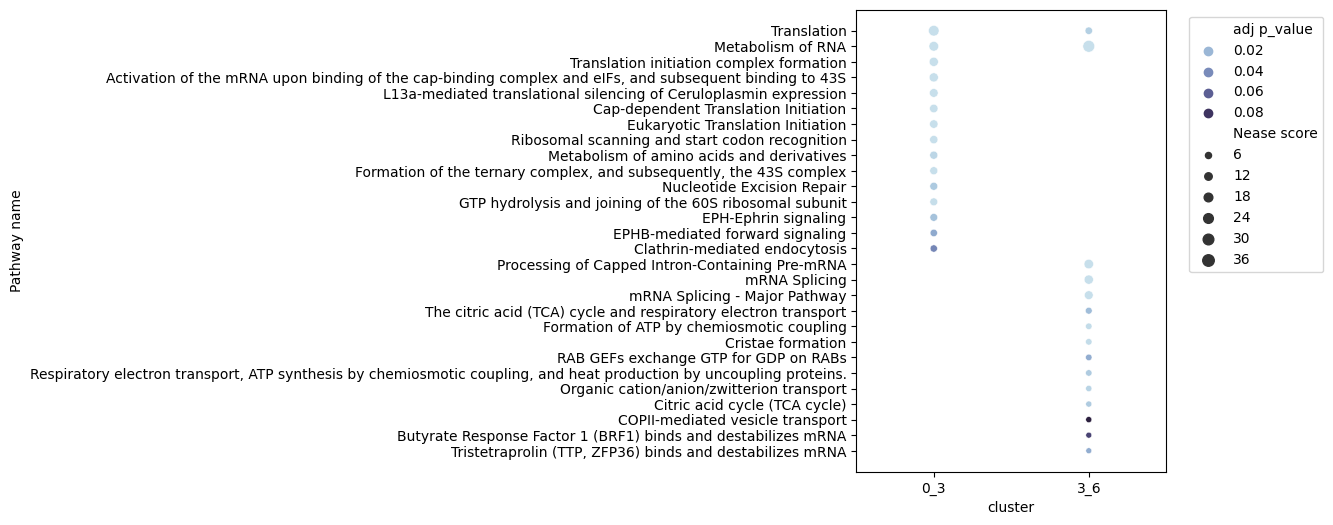 Translation
Metabolism of RNA
Translation initiation complex formation
Activation of the mRNA upon binding of the cap-binding complex and eIFs, and subsequent binding to 43S
L13a-mediated translational silencing of Ceruloplasmin expression
Cap-dependent Translation Initiation
Eukaryotic Translation Initiation
Ribosomal scanning and start codon recognition
Metabolism of amino acids and derivatives
Formation of the ternary complex, and subsequently, the 43S complex
Nucleotide Excision Repair
GTP hydrolysis and joining of the 60S ribosomal subunit
EPH-Ephrin signaling
EPHB-mediated forward signaling
Clathrin-mediated endocytosis
Processing of Capped Intron-Containing Pre-mRNA
mRNA Splicing
mRNA Splicing - Major Pathway
The citric acid (TCA) cycle and respiratory electron transport
Formation of ATP by chemiosmotic coupling
Cristae formation
RAB GEFs exchange GTP for GDP on RABs
Respiratory electron transport, ATP synthesis by chemiosmotic coupling, and heat production by uncoupling proteins.
Organic cation/anion/zwitterion transport
Citric acid cycle (TCA cycle)
COPII-mediated vesicle transport
Butyrate Response Factor 1 (BRF1) binds and destabilizes mRNA
Tristetraprolin (TTP, ZFP36) binds and destabilizes mRNA
Pathway name
0_3
3_6
cluster
adj p_value
0.02
0.04
0.06
0.08
Nease score
6
12
18
24
30
36